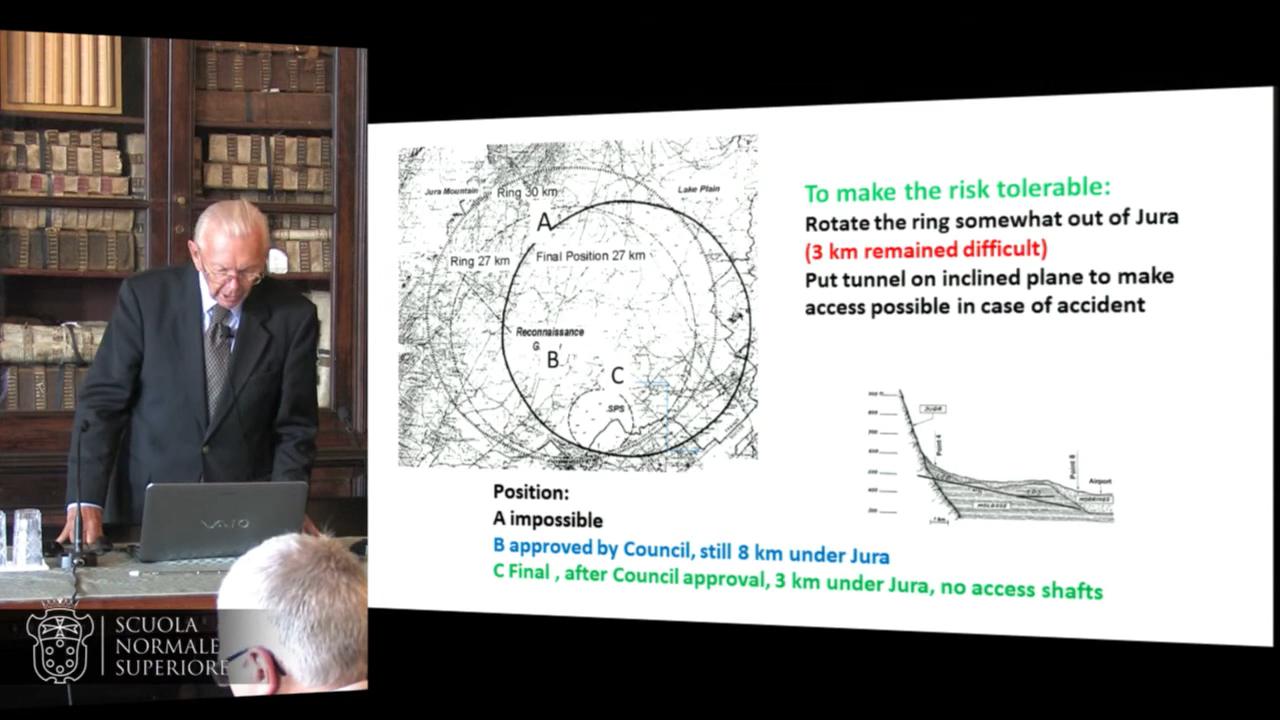 Jura Mountain
Ring 30 km
Lake Plain
A
Ring 27 km
Final Position 27 km
Reconnaissance
B
C
SPS
To make the risk tolerable:
Rotate the ring somewhat out of Jura
(3 km remained difficult)
Put tunnel on inclined plane to make
access possible in case of accident
JURA
Airport
MOLASSE
Position:
A impossible
B approved by Council, still 8 km under Jura
C Final , after Council approval, 3 km under Jura, no access shafts
VAIO
SCUOLA
NORMALE
SUPERIORE